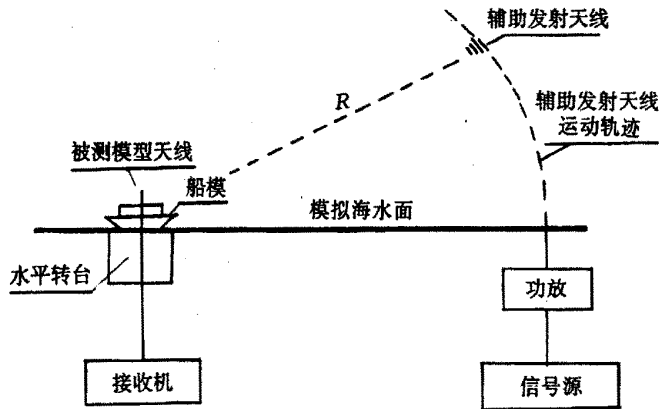 辅助发射天线
R
辅助发射天线
运动轨迹
被测模型天线
船模
模拟海水面
水平转台
功放
接收机
信号源